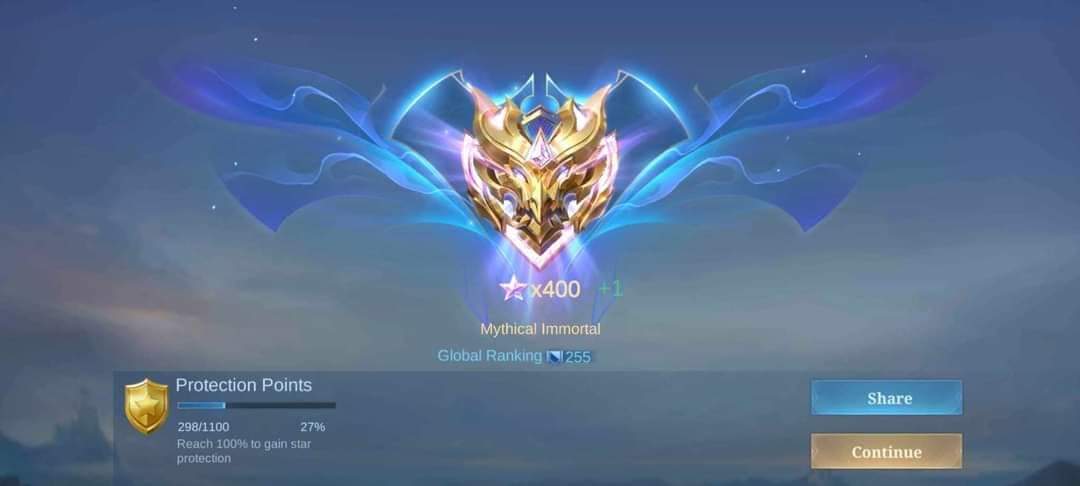 x400 +1
Mythical Immortal
Global Ranking 255
Protection Points
298/1100 27%
Reach 100% to gain star
protection
Share
Continue